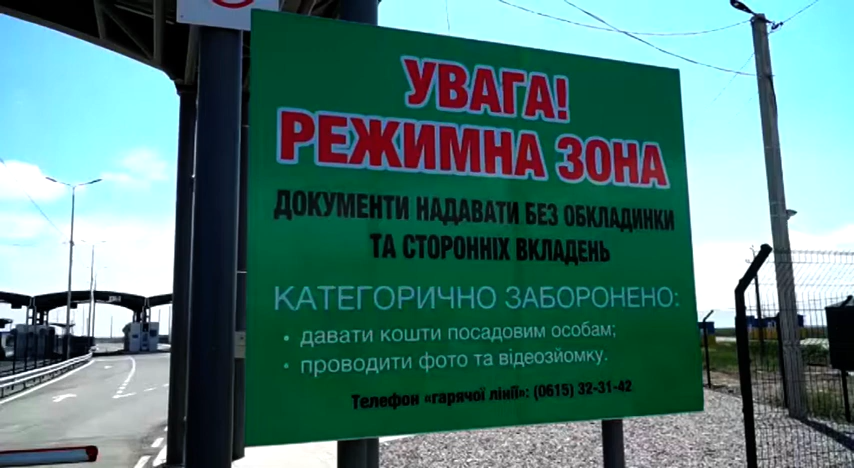 УВАГА!
РЕЖИМНА ЗОНА
ДОКУМЕНТИ НАДАВАТИ БЕЗ ОБКЛАДИНКИ
ТА СТОРОННІХ ВКЛАДЕНЬ
КАТЕГОРИЧНО ЗАБОРОНЕНО:
• давати кошти посадовим особам;
• проводити фото та відеозйомку.
Телефон «гарячої лінії»: (0615) 32-31-42